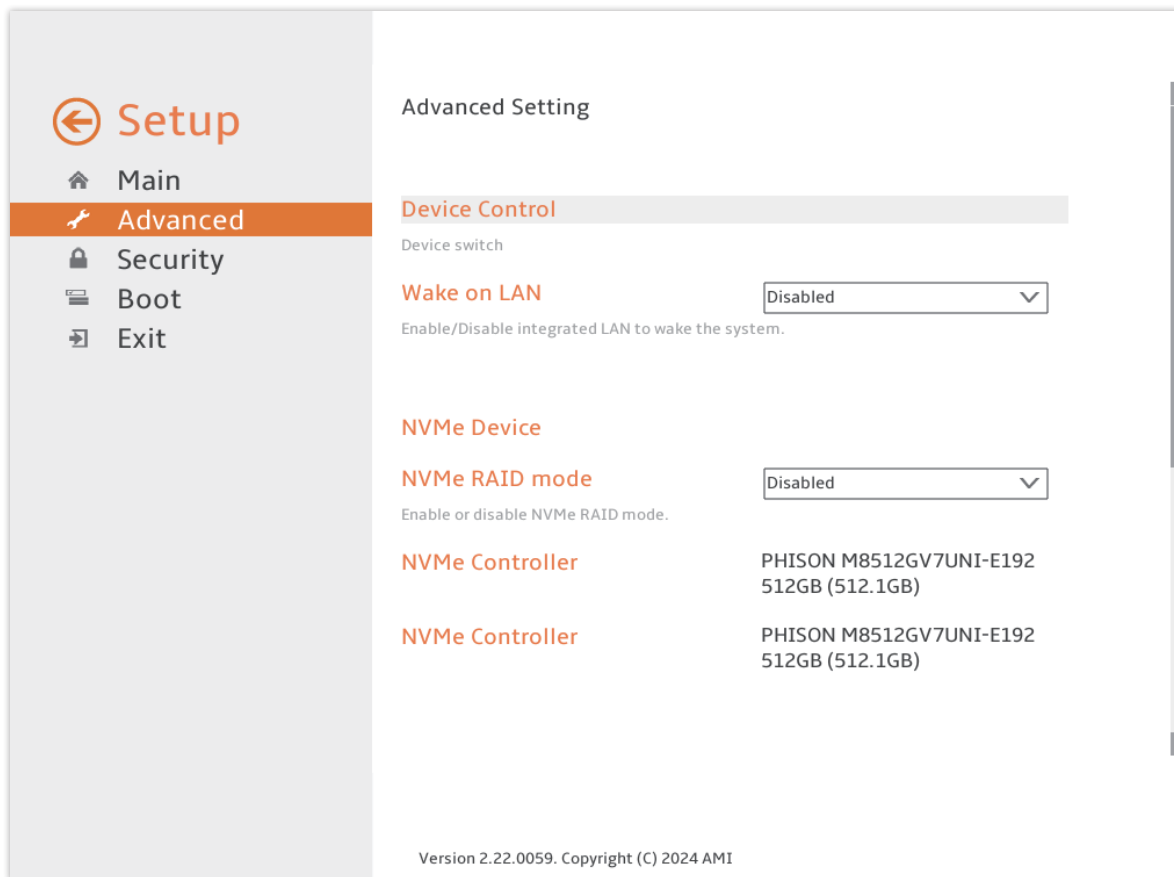 Setup
Main
Advanced
Security
Boot
Exit
Advanced Setting
Device Control
Device switch
Wake on LAN
Disabled
Enable/Disable integrated LAN to wake the system.
NVMe Device
NVMe RAID mode
Disabled
Enable or disable NVMe RAID mode.
NVMe Controller
PHISON M8512GV7UNI-E192
512GB (512.1GB)
NVMe Controller
PHISON M8512GV7UNI-E192
512GB (512.1GB)
Version 2.22.0059. Copyright (C) 2024 AMI